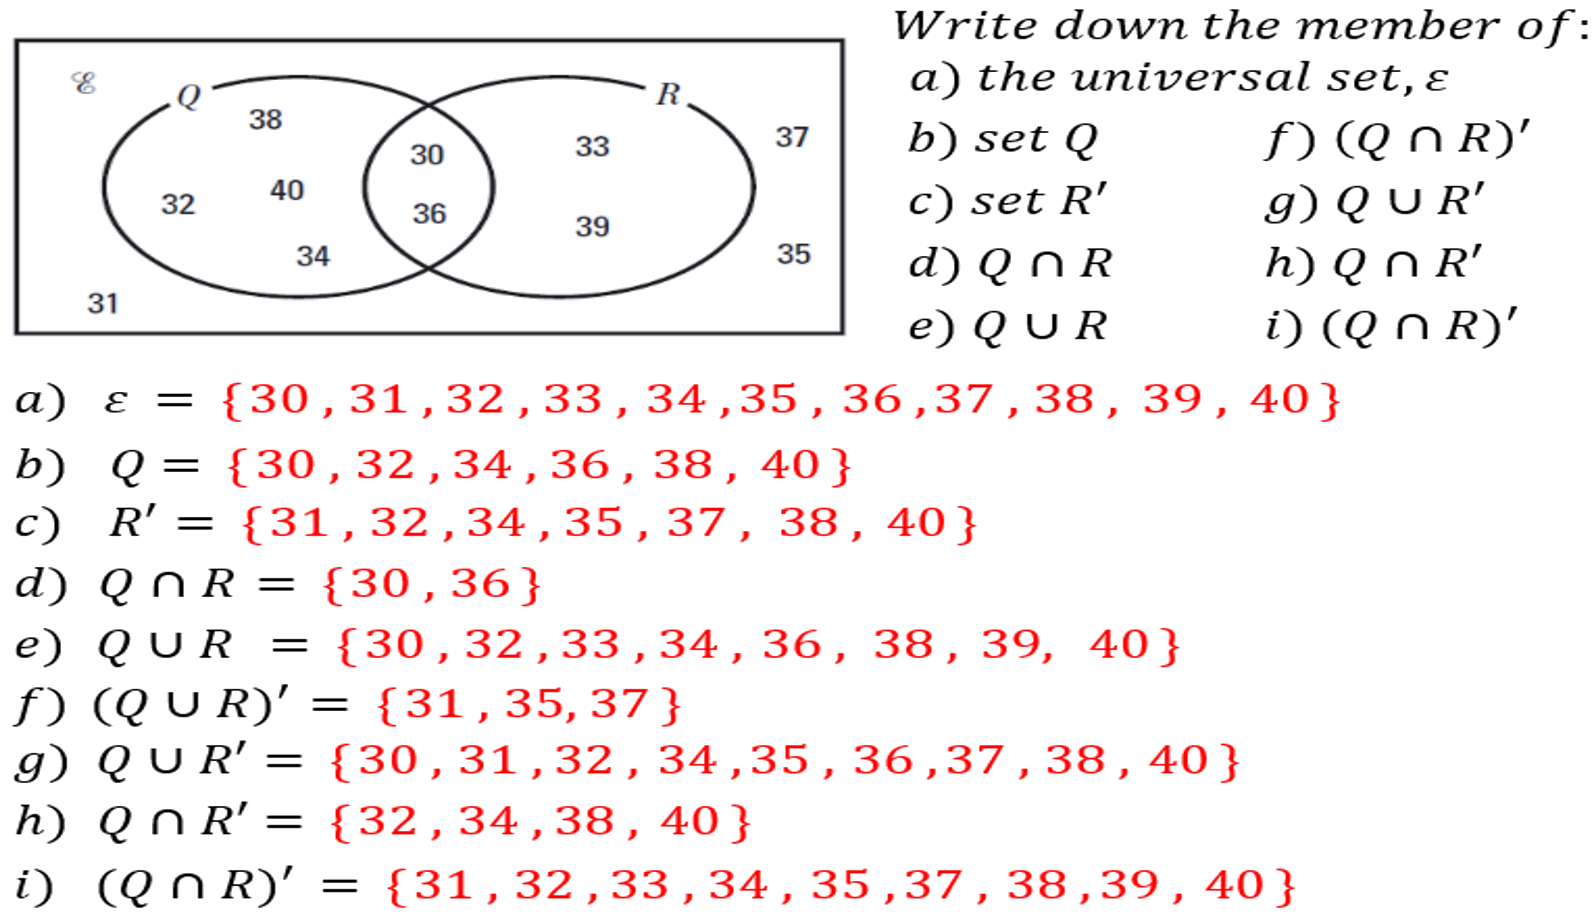 Write down the member of:
a) the universal set, ε
b) set Q
f) (Q ∩ R)′
c) set R′
g) Q ∪ R′
d) Q ∩ R
h) Q ∩ R′
e) Q ∪ R
i) (Q ∩ R)′
ℰ
Q
R
38
30
33
37
32
40
36
39
34
35
31
a) ε = {30 , 31 , 32 , 33 , 34 , 35 , 36 , 37 , 38 , 39 , 40 }
b) Q = {30 , 32 , 34 , 36 , 38 , 40 }
c) R′ = {31 , 32 , 34 , 35 , 37 , 38 , 40 }
d) Q ∩ R = {30 , 36 }
e) Q ∪ R = {30 , 32 , 33 , 34 , 36 , 38 , 39, 40 }
f) (Q ∪ R)′ = {31 , 35, 37 }
g) Q ∪ R′ = {30 , 31 , 32 , 34 , 35 , 36 , 37 , 38 , 40 }
h) Q ∩ R′ = {32 , 34 , 38 , 40 }
i) (Q ∩ R)′ = {31 , 32 , 33 , 34 , 35 , 37 , 38 , 39 , 40 }